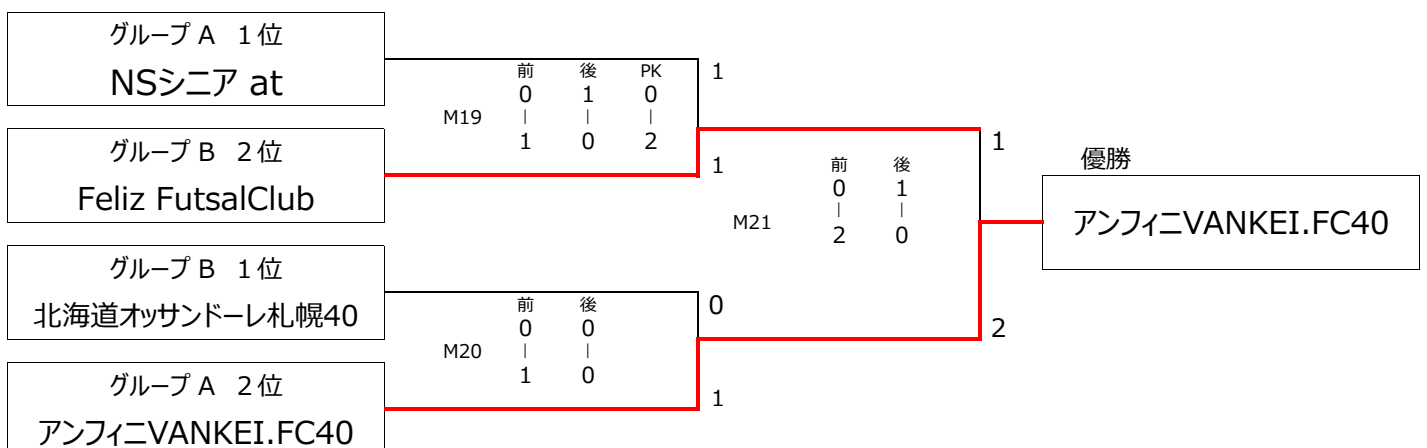 グループ A 1位
NSシニア at
前 後 PK
0 1 0
M19 | | |
1 0 2
1
グループ B 2位
Feliz FutsalClub
1
前 後
0 1
M21 | |
2 0
1
優勝
アンフィニVANKEI.FC40
グループ B 1位
北海道オッサンドーレ札幌40
前 後
0 0
M20 | |
1 0
0
2
グループ A 2位
アンフィニVANKEI.FC40
1